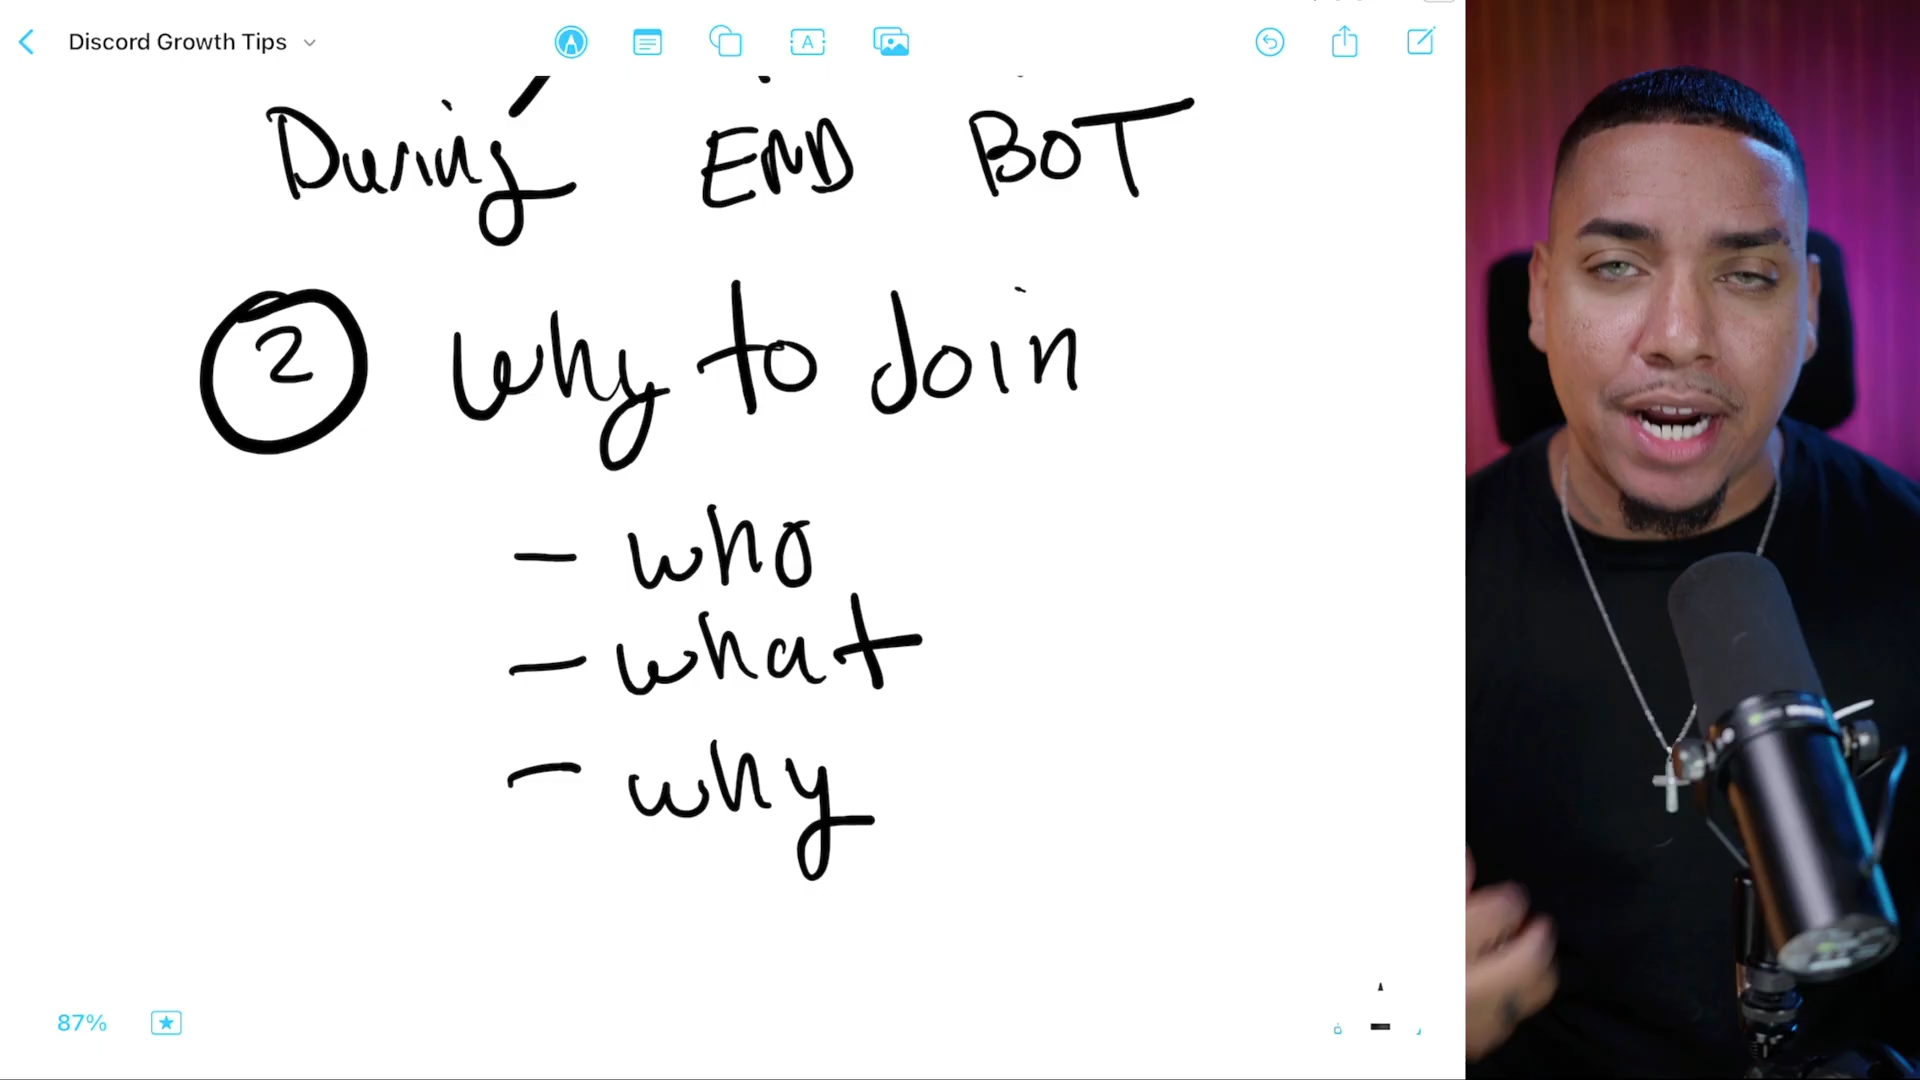 Discord Growth Tips
During END BOT
2 why to Join
- who
- what
- why
87%